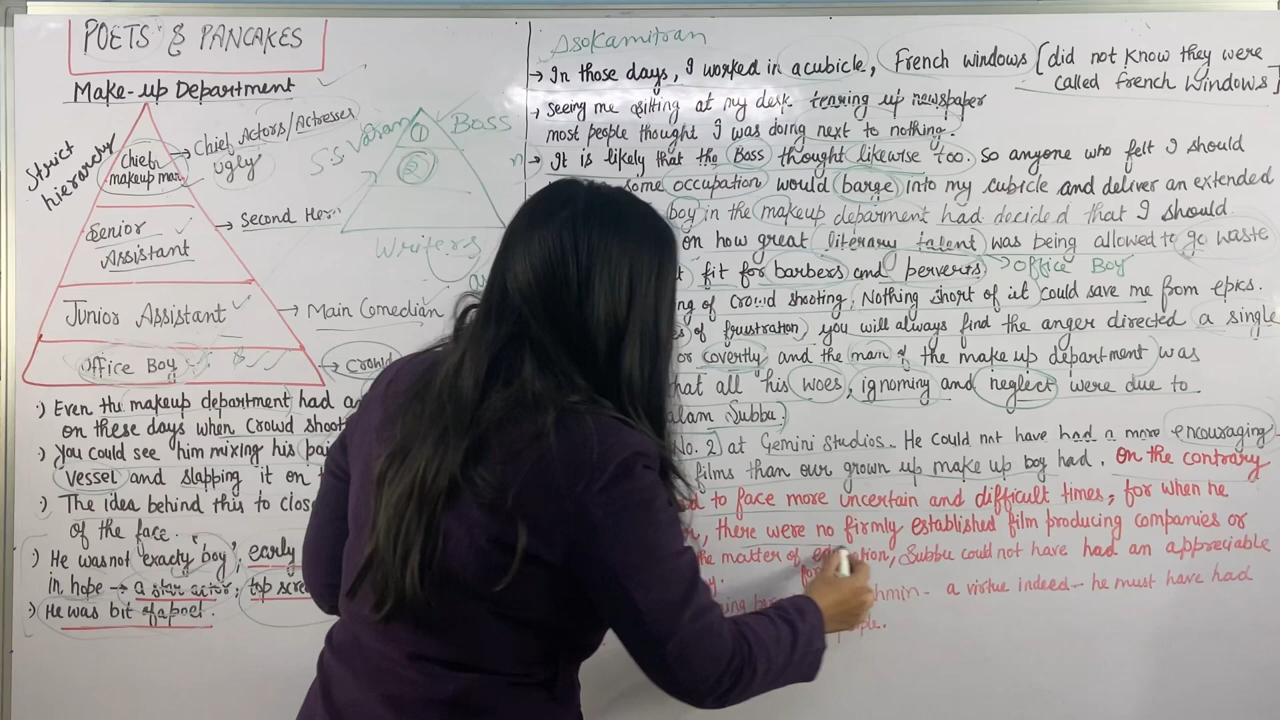 POETS & PANCAKES
Make-up Department
Strict hierarchy
Chief makeup man
Chief Actors/Actresses
ugly
Senior Assistant
Second Hero
Junior Assistant
Main Comedian
Office Boy
Crowd
S.S Vasan
① Boss
②
Writers
Even the makeup department had
on these days when crowd
You could see him mixing his
vessel and slapping it on
The idea behind this to
of the face.
He was not exactly 'boy', early
in hope → a star actor, top
He was bit of a poet.
Asokamitran
→ In those days, I worked in a cubicle, French windows [did not know they were
called French Windows]
→ seeing me sitting at my desk tearing up newspaper
most people thought I was doing next to nothing.
→ It is likely that the Boss thought likewise too. So anyone who felt I should
some occupation would barge into my cubicle and deliver an extended
boy in the makeup deparment had decided that I should
on how great literary talent was being allowed to go waste
fit for barbers and perverts → Office Boy
of crowd shooting. Nothing short of it could save me from epics.
of frustration) you will always find the anger directed a single
or covertly and the man of the make up department was
that all his woes, ignominy and neglect were due to
Subbu.
No. 2 at Gemini studios. He could not have had a more encouraging
films than our grown up make up boy had. On the contrary
to face more uncertain and difficult times, for when he
there were no firmly established film producing companies or
the matter of Subbu could not have had an appreciable
a virtue indeed - he must have had